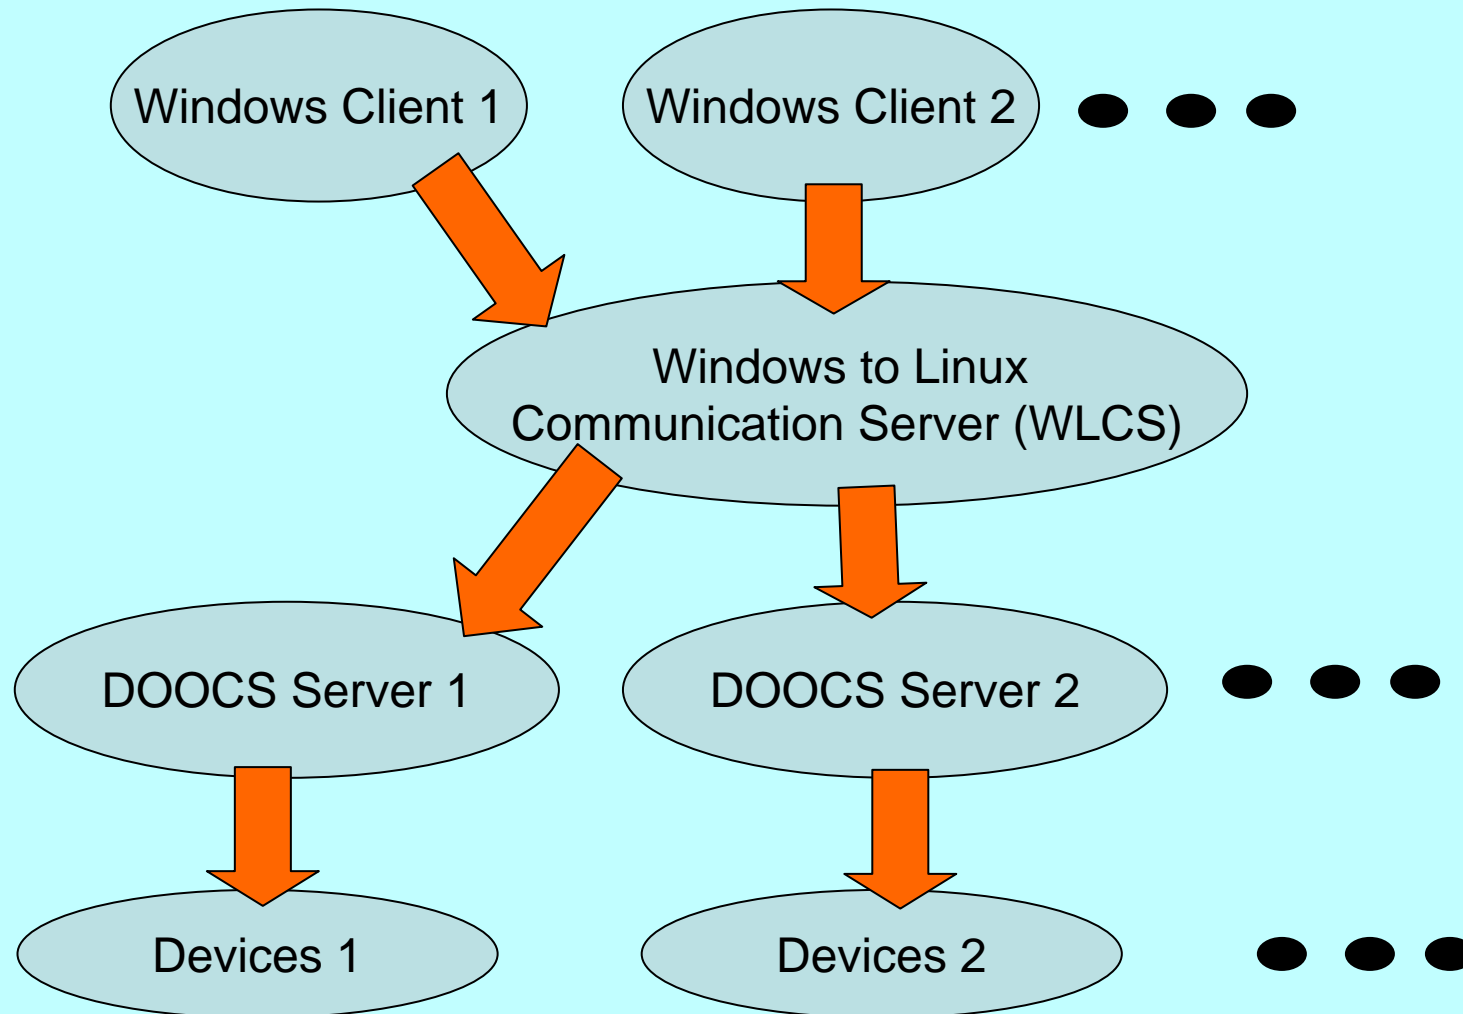 Windows Client 1
Windows Client 2
Windows to Linux
Communication Server (WLCS)
DOOCS Server 1
DOOCS Server 2
Devices 1
Devices 2